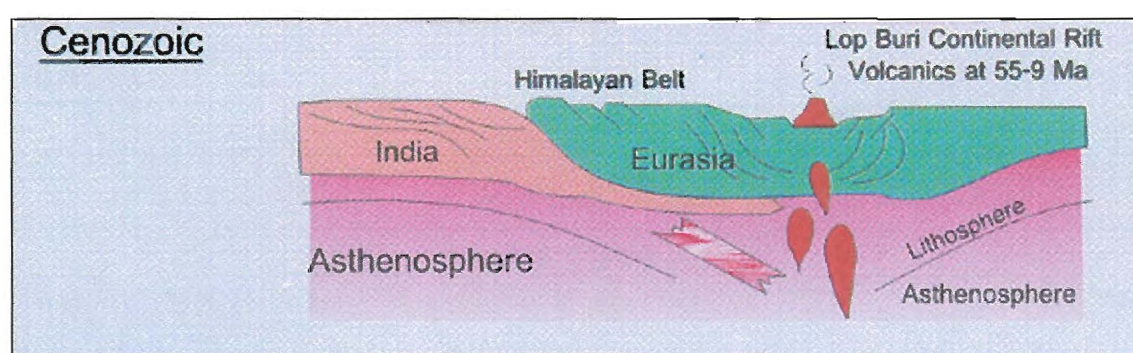 Cenozoic
Lop Buri Continental Rift
Volcanics at 55-9 Ma
Himalayan Belt
India
Eurasia
Asthenosphere
Lithosphere
Asthenosphere